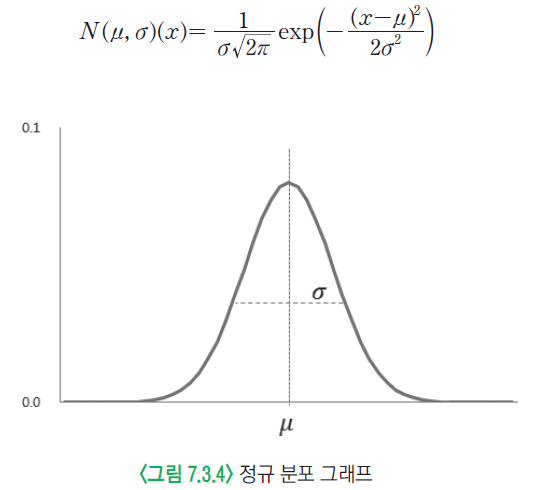 N(μ, σ)(x)= 1/(σ√2π) exp(−(x−μ)²/2σ²)
0.1
σ
0.0
μ
<그림 7.3.4> 정규 분포 그래프